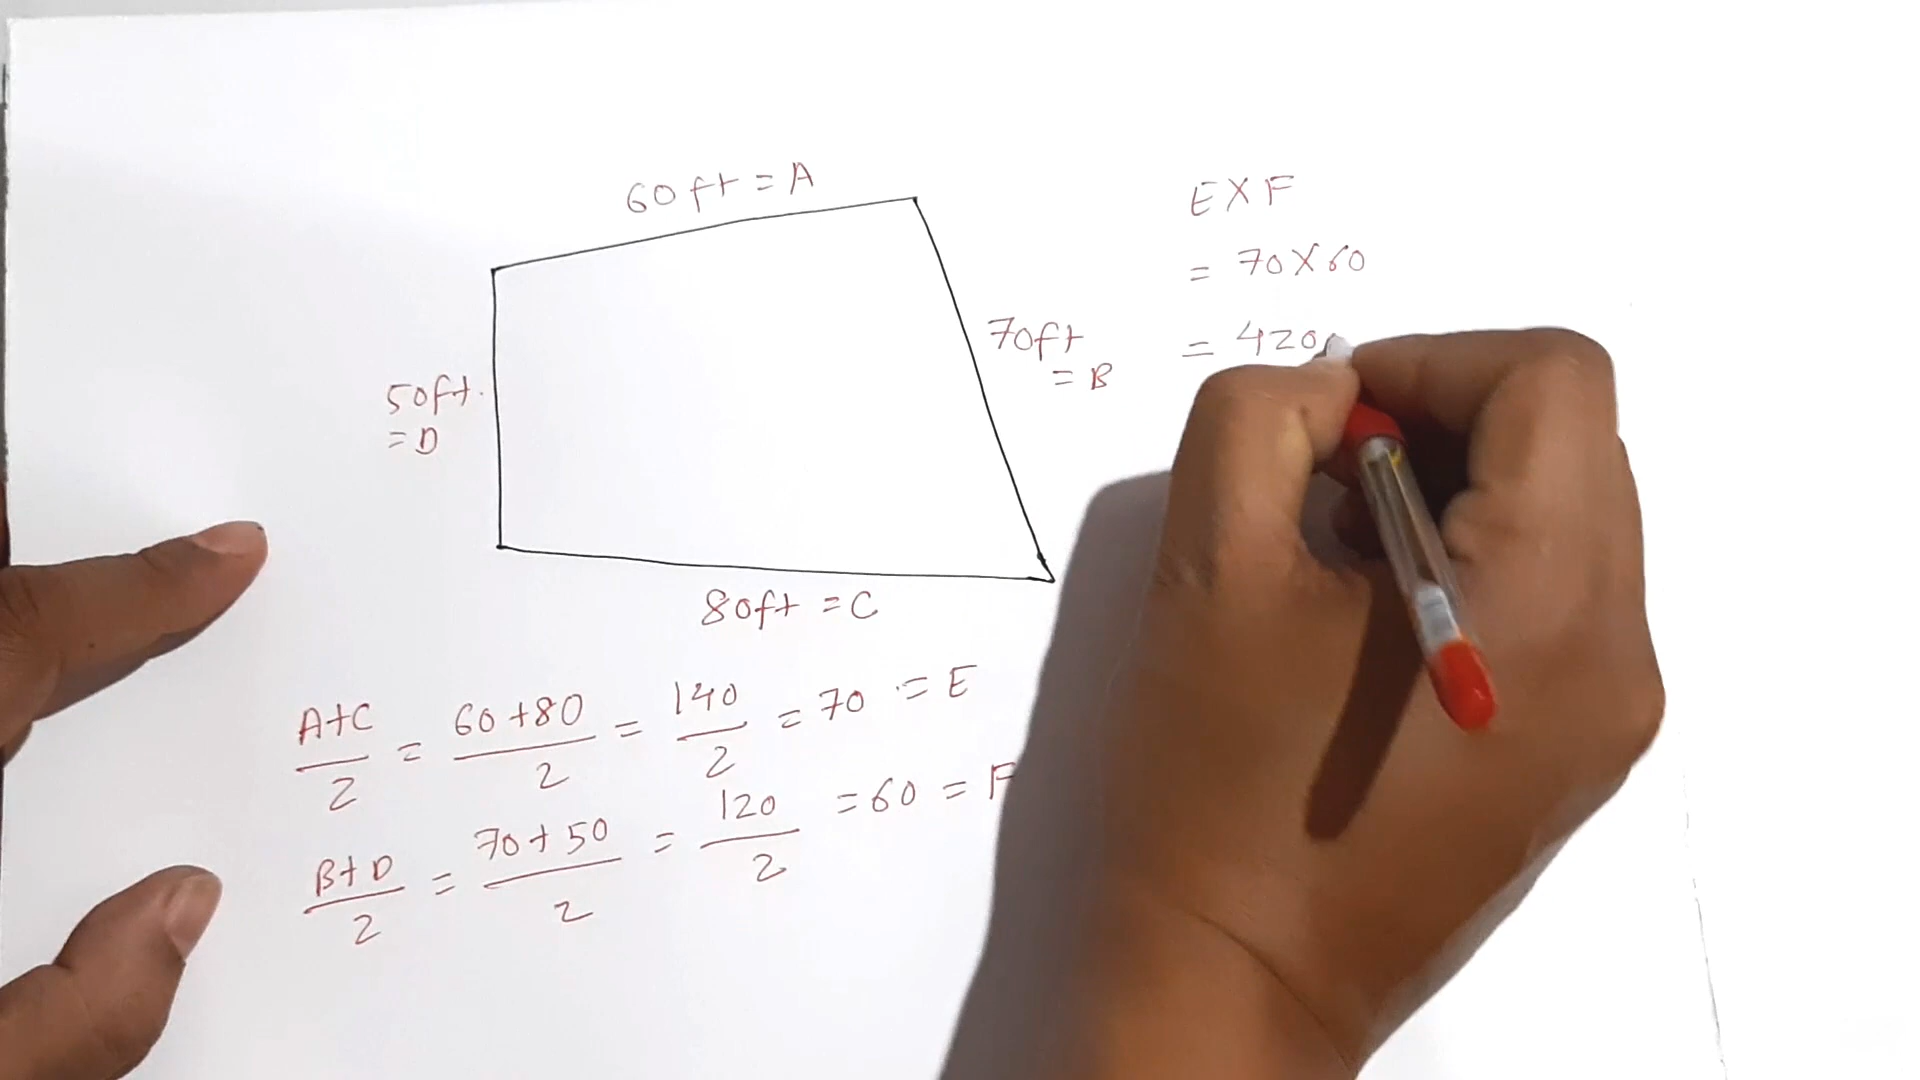 60ft = A
70ft
= B
50ft.
= D
80ft = C
A+C/2 = 60+80/2 = 140/2 = 70 = E
B+D/2 = 70+50/2 = 120/2 = 60 = F
EXF
= 70X60
= 420